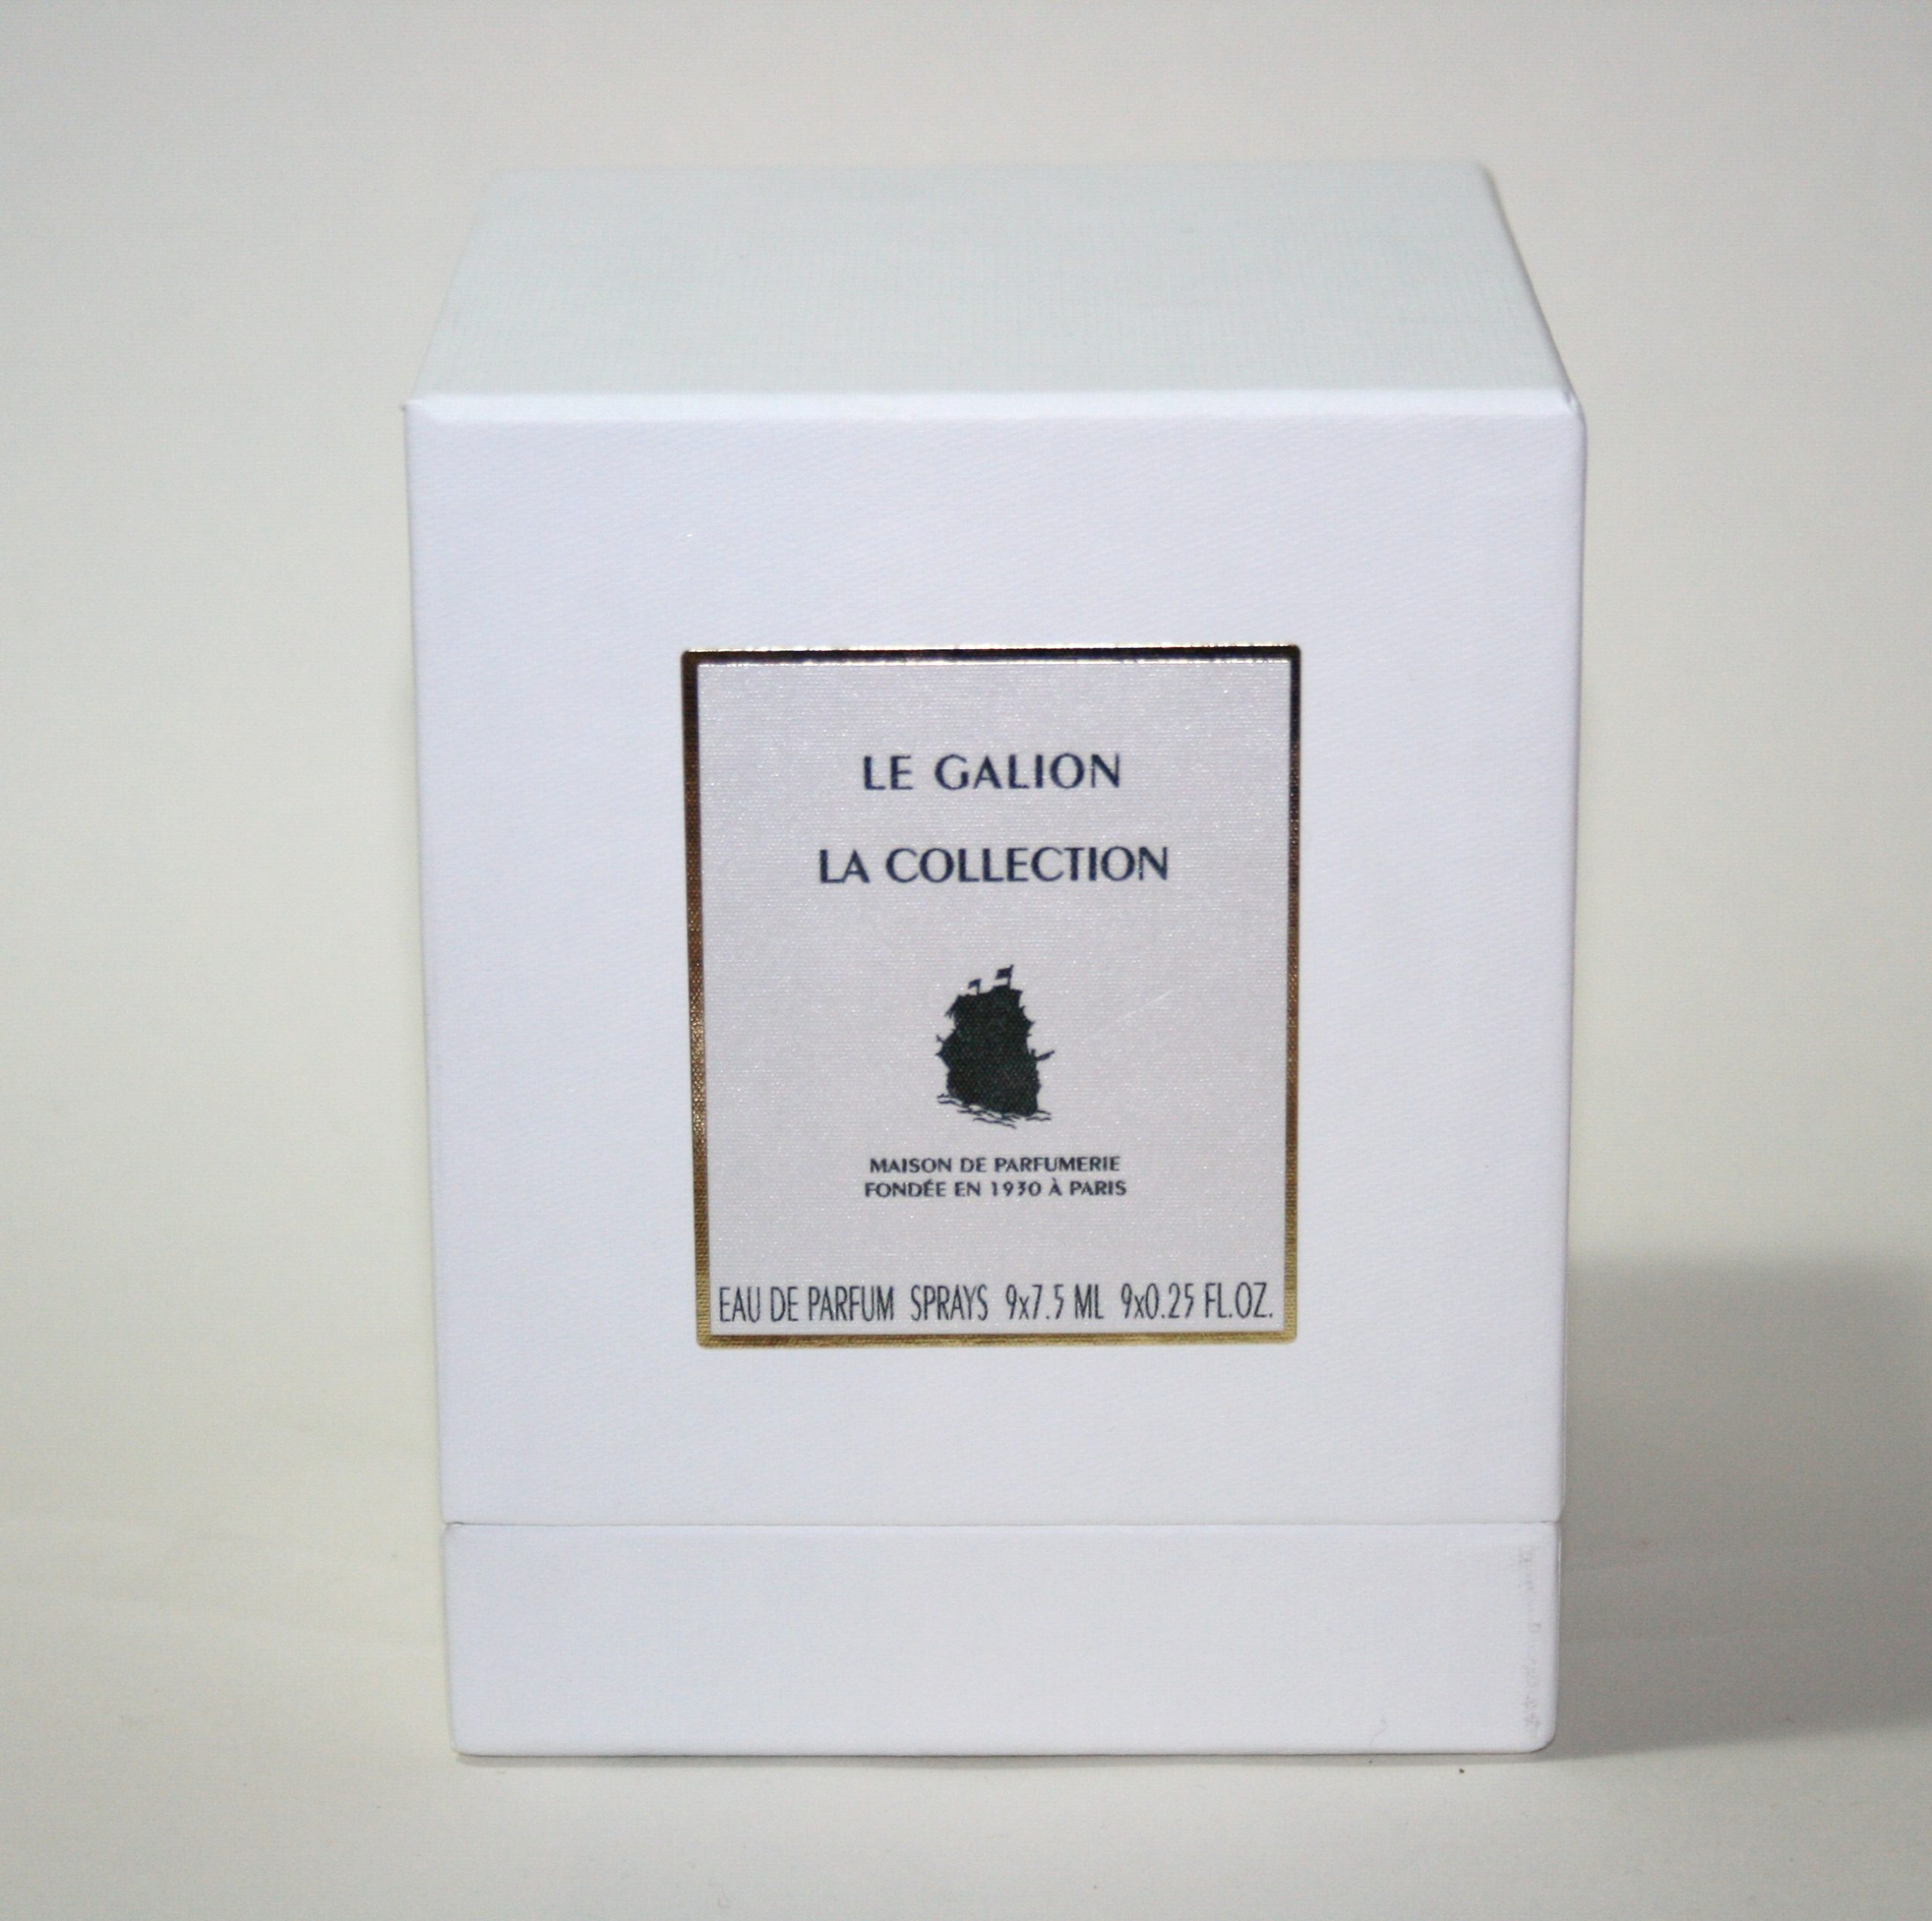 LE GALION
LA COLLECTION
MAISON DE PARFUMERIE
FONDÉE EN 1930 À PARIS
EAU DE PARFUM SPRAYS 9x7.5 ML 9x0.25 FL.OZ.